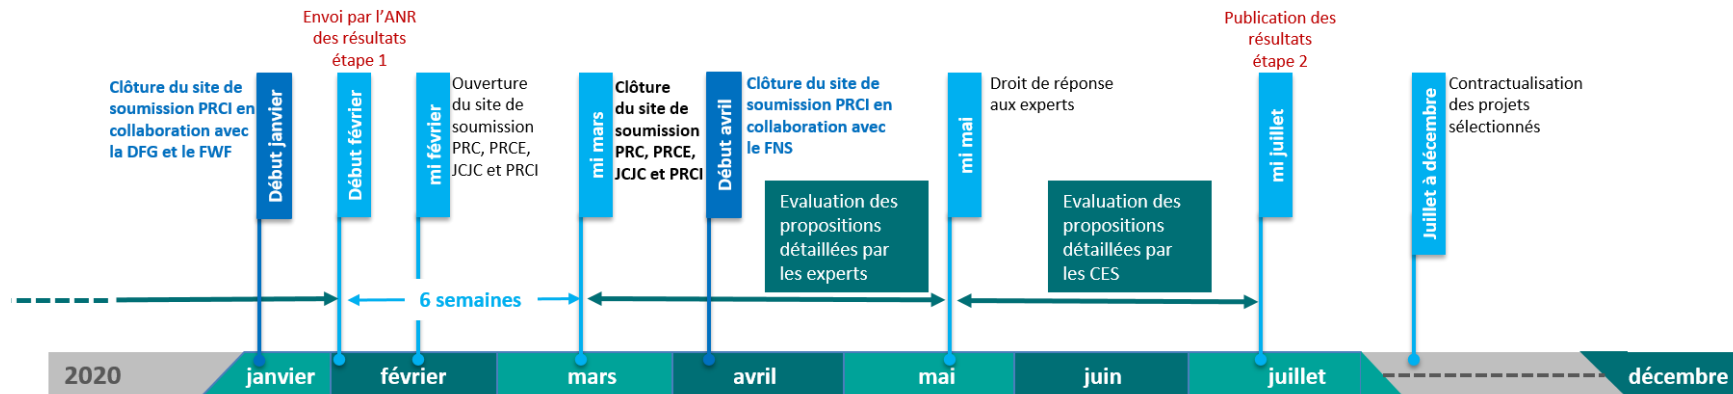 Clôture du site de
soumission PRCI en
collaboration avec
la DFG et le FWF
Début janvier
Envoi par l’ANR
des résultats
étape 1
Début février
mi février
Ouverture
du site de
soumission
PRC, PRCE,
JCJC et PRCI
mi mars
Clôture
du site de
soumission
PRC, PRCE,
JCJC et PRCI
Début avril
Clôture du site de
soumission PRCI en
collaboration avec
le FNS
Evaluation des
propositions
détaillées par
les experts
mi mai
Droit de réponse
aux experts
Evaluation des
propositions
détaillées par
les CES
Publication des
résultats
étape 2
mi juillet
Juillet à décembre
Contractualisation
des projets
sélectionnés
6 semaines
2020
janvier
février
mars
avril
mai
juin
juillet
décembre